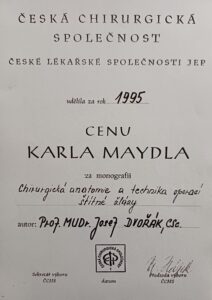 ČESKÁ CHIRURGICKÁ
SPOLEČNOST
ČESKÉ LÉKAŘSKÉ SPOLEČNOSTI JEP
udělila za rok 1995
CENU
KARLA MAYDLA
za monografii
Chirurgická anatomie a technika operací
štítné žlázy
autor: Prof. MUDr. Josef DVOŘÁK, CSc.
Sekretář výboru
ČCHS
datum
Předseda výboru
ČCHS